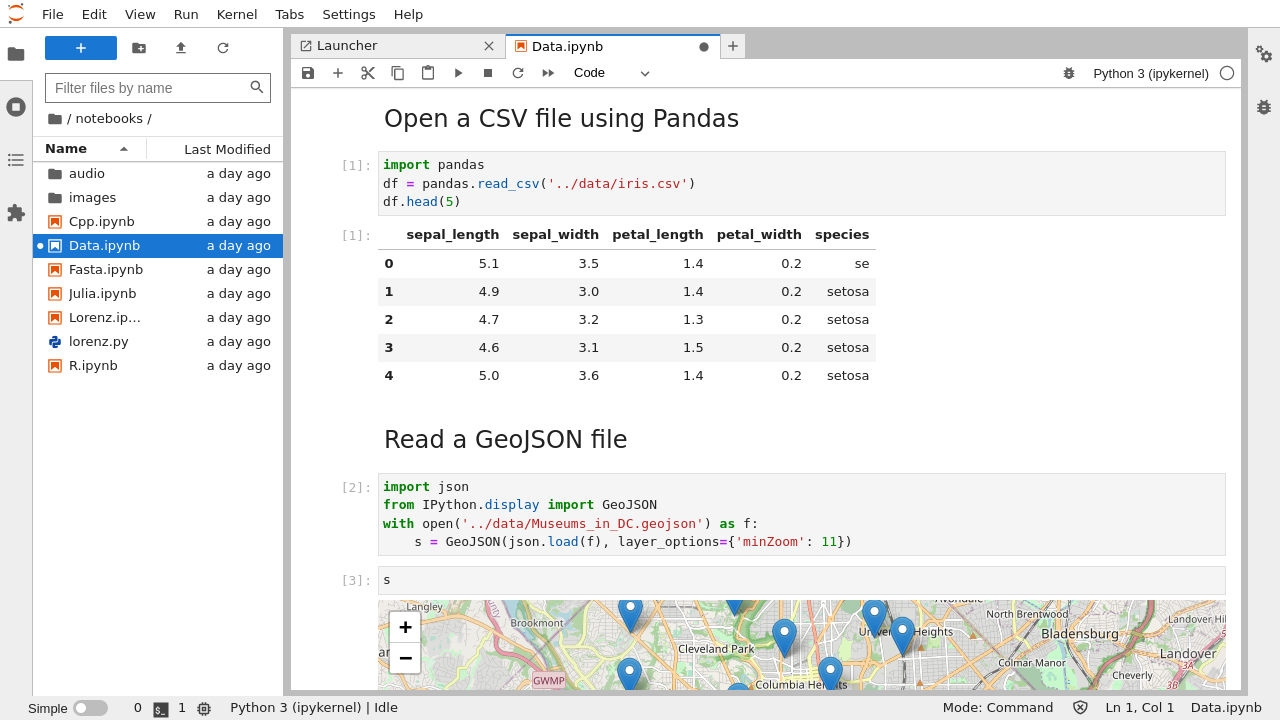 File Edit View Run Kernel Tabs Settings Help
Filter files by name
/ notebooks /
Name Last Modified
audio a day ago
images a day ago
Cpp.ipynb a day ago
Data.ipynb a day ago
Fasta.ipynb a day ago
Julia.ipynb a day ago
Lorenz.ip... a day ago
lorenz.py a day ago
R.ipynb a day ago
Launcher Data.ipynb
Code Python 3 (ipykernel)
Open a CSV file using Pandas
[1]: import pandas
df = pandas.read_csv('../data/iris.csv')
df.head(5)
[1]: sepal_length sepal_width petal_length petal_width species
0 5.1 3.5 1.4 0.2 se
1 4.9 3.0 1.4 0.2 setosa
2 4.7 3.2 1.3 0.2 setosa
3 4.6 3.1 1.5 0.2 setosa
4 5.0 3.6 1.4 0.2 setosa
Read a GeoJSON file
[2]: import json
from IPython.display import GeoJSON
with open('../data/Museums_in_DC.geojson') as f:
    s = GeoJSON(json.load(f), layer_options={'minZoom': 11})
[3]: s
Langley
North Brentwood
Brookmont
Bladensburg
Cleveland Park
Landover
Colmar Manor
Cheverly
GWMP
+
−
Simple 0 1 Python 3 (ipykernel) | Idle Mode: Command Ln 1, Col 1 Data.ipynb